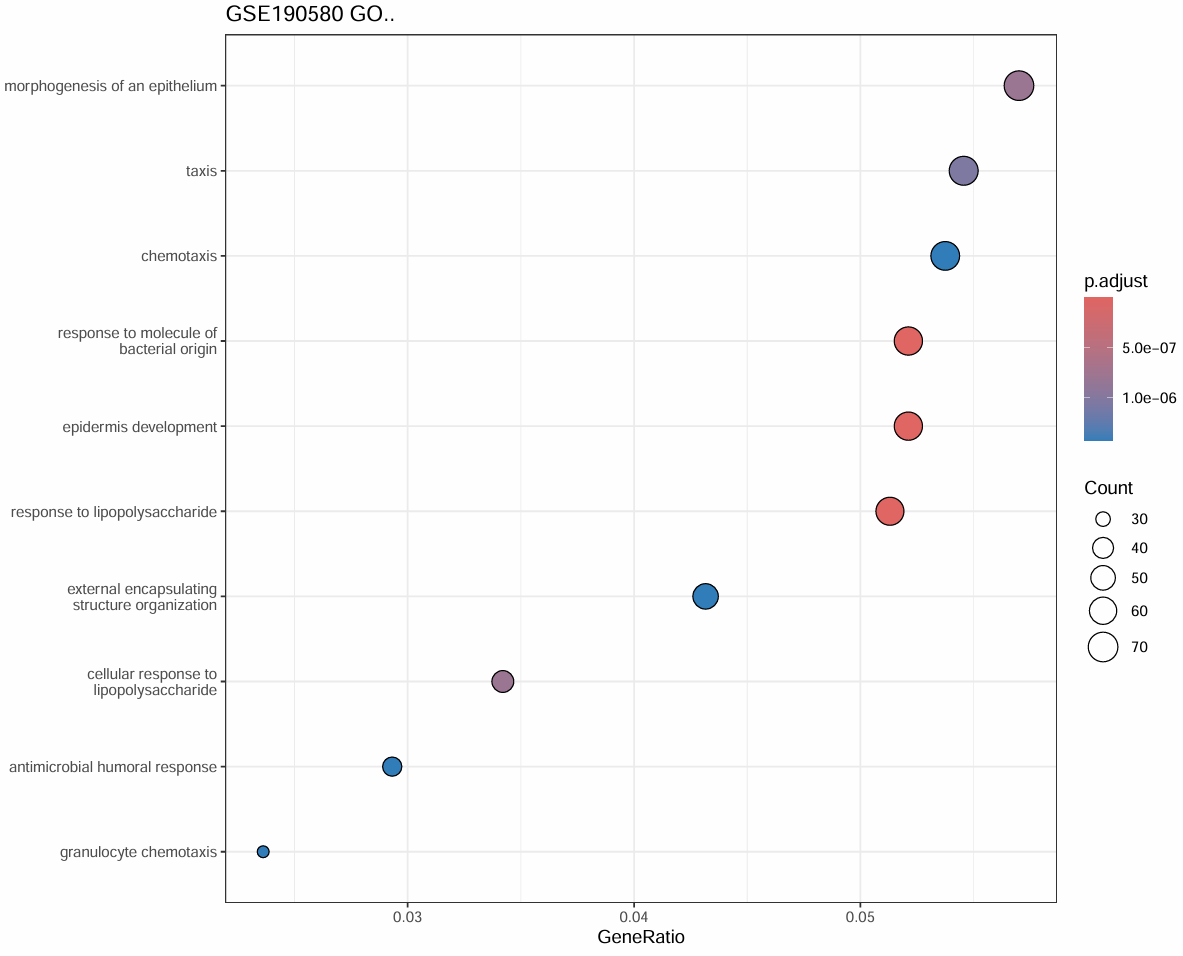 GSE190580 GO..
morphogenesis of an epithelium
taxis
chemotaxis
response to molecule of
bacterial origin
epidermis development
response to lipopolysaccharide
external encapsulating
structure organization
cellular response to
lipopolysaccharide
antimicrobial humoral response
granulocyte chemotaxis
0.03
0.04
0.05
GeneRatio
p.adjust
5.0e−07
1.0e−06
Count
30
40
50
60
70